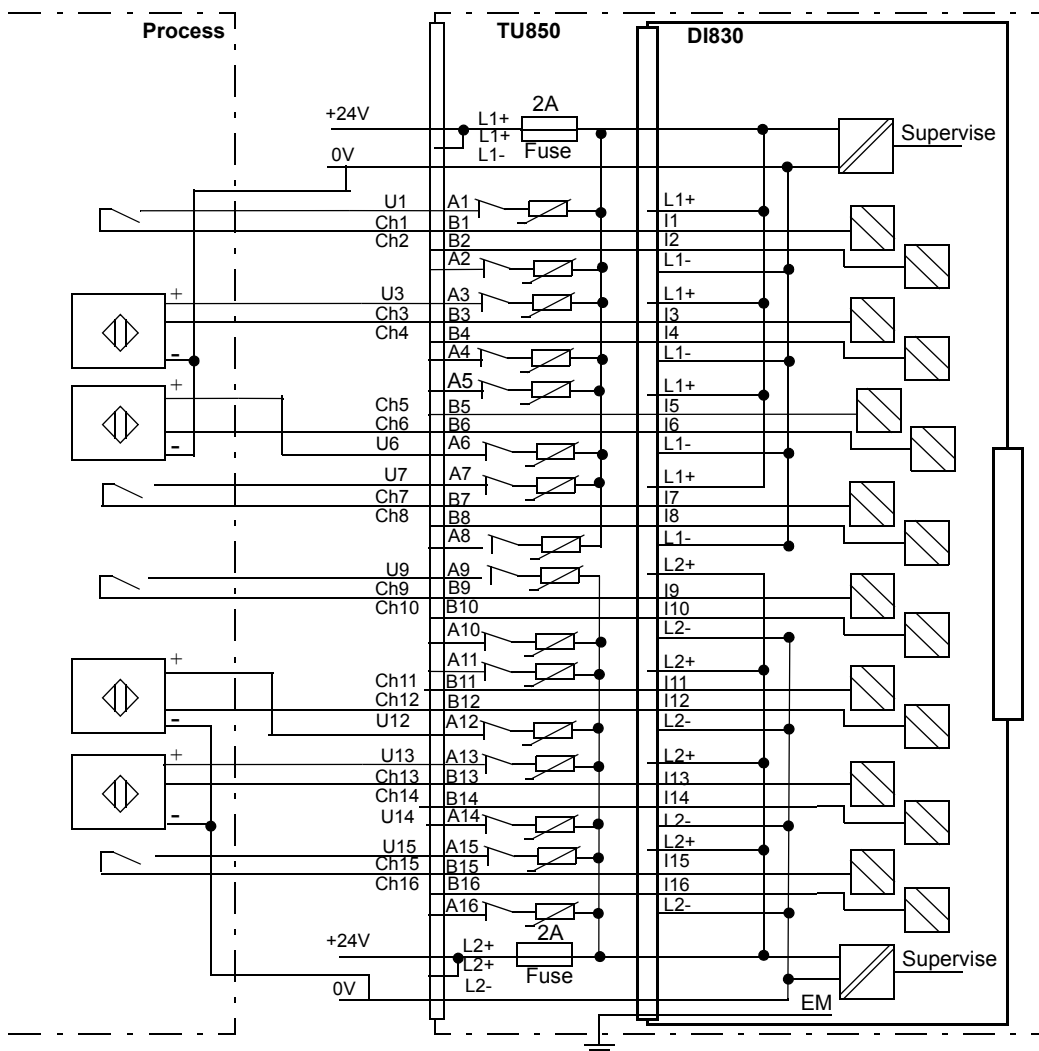 Process TU850 DI830
2A
+24V L1+
L1+
Fuse
Supervise
0V L1-
U1 A1 L1+
Ch1 B1 I1
Ch2 B2 I2
A2 L1-
+ U3 A3 L1+
Ch3 B3 I3
Ch4 B4 I4
- A4 L1-
+ A5 L1+
Ch5 B5 I5
Ch6 B6 I6
- U6 A6 L1-
U7 A7 L1+
Ch7 B7 I7
Ch8 B8 I8
A8 L1-
U9 A9 L2+
Ch9 B9 I9
Ch10 B10 I10
A10 L2-
+ A11 L2+
Ch11 B11 I11
Ch12 B12 I12
- U12 A12 L2-
+ U13 A13 L2+
Ch13 B13 I13
Ch14 B14 I14
- U14 A14 L2-
U15 A15 L2+
Ch15 B15 I15
Ch16 B16 I16
A16 L2-
2A
+24V L2+
L2+
Fuse
Supervise
0V L2-
EM